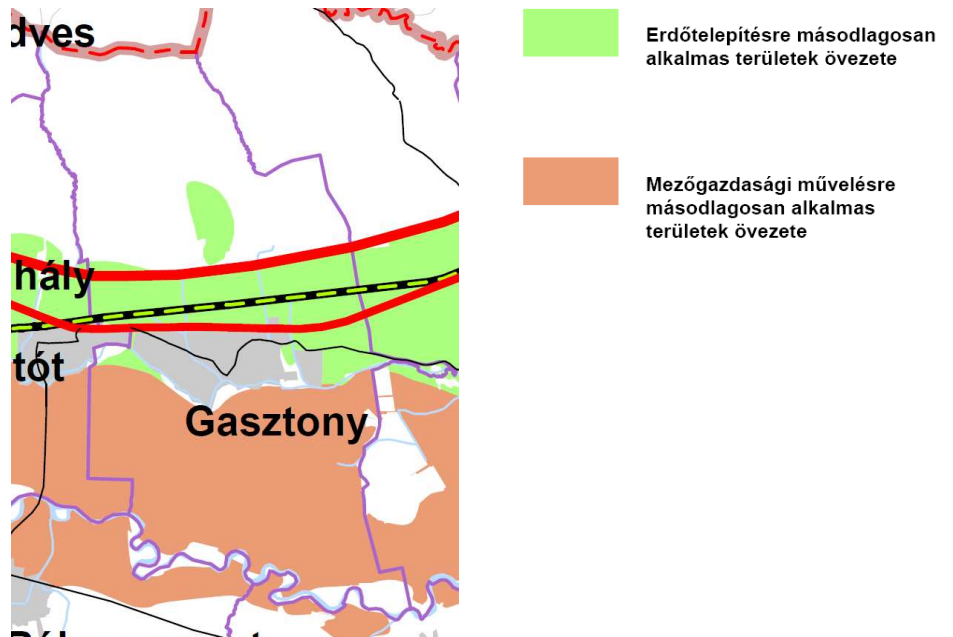 dves
hály
tót
Gasztony
Erdőtelepítésre másodlagosan
alkalmas területek övezete
Mezőgazdasági művelésre
másodlagosan alkalmas
területek övezete